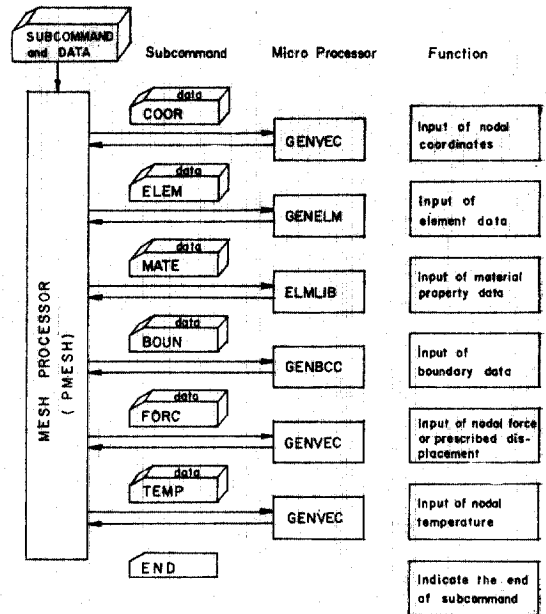 SUBCOMMAND
and DATA
Subcommand
Micro Processor
Function
MESH PROCESSOR
( PMESH )
data
COOR
GENVEC
Input of nodal
coordinates
data
ELEM
GENELM
Input of
element data
data
MATE
ELMLIB
Input of material
property data
data
BOUN
GENBCC
Input of
boundary data
data
FORC
GENVEC
Input of nodal force
or prescribed dis-
placement
data
TEMP
GENVEC
Input of nodal
temperature
END
Indicate the end
of subcommand